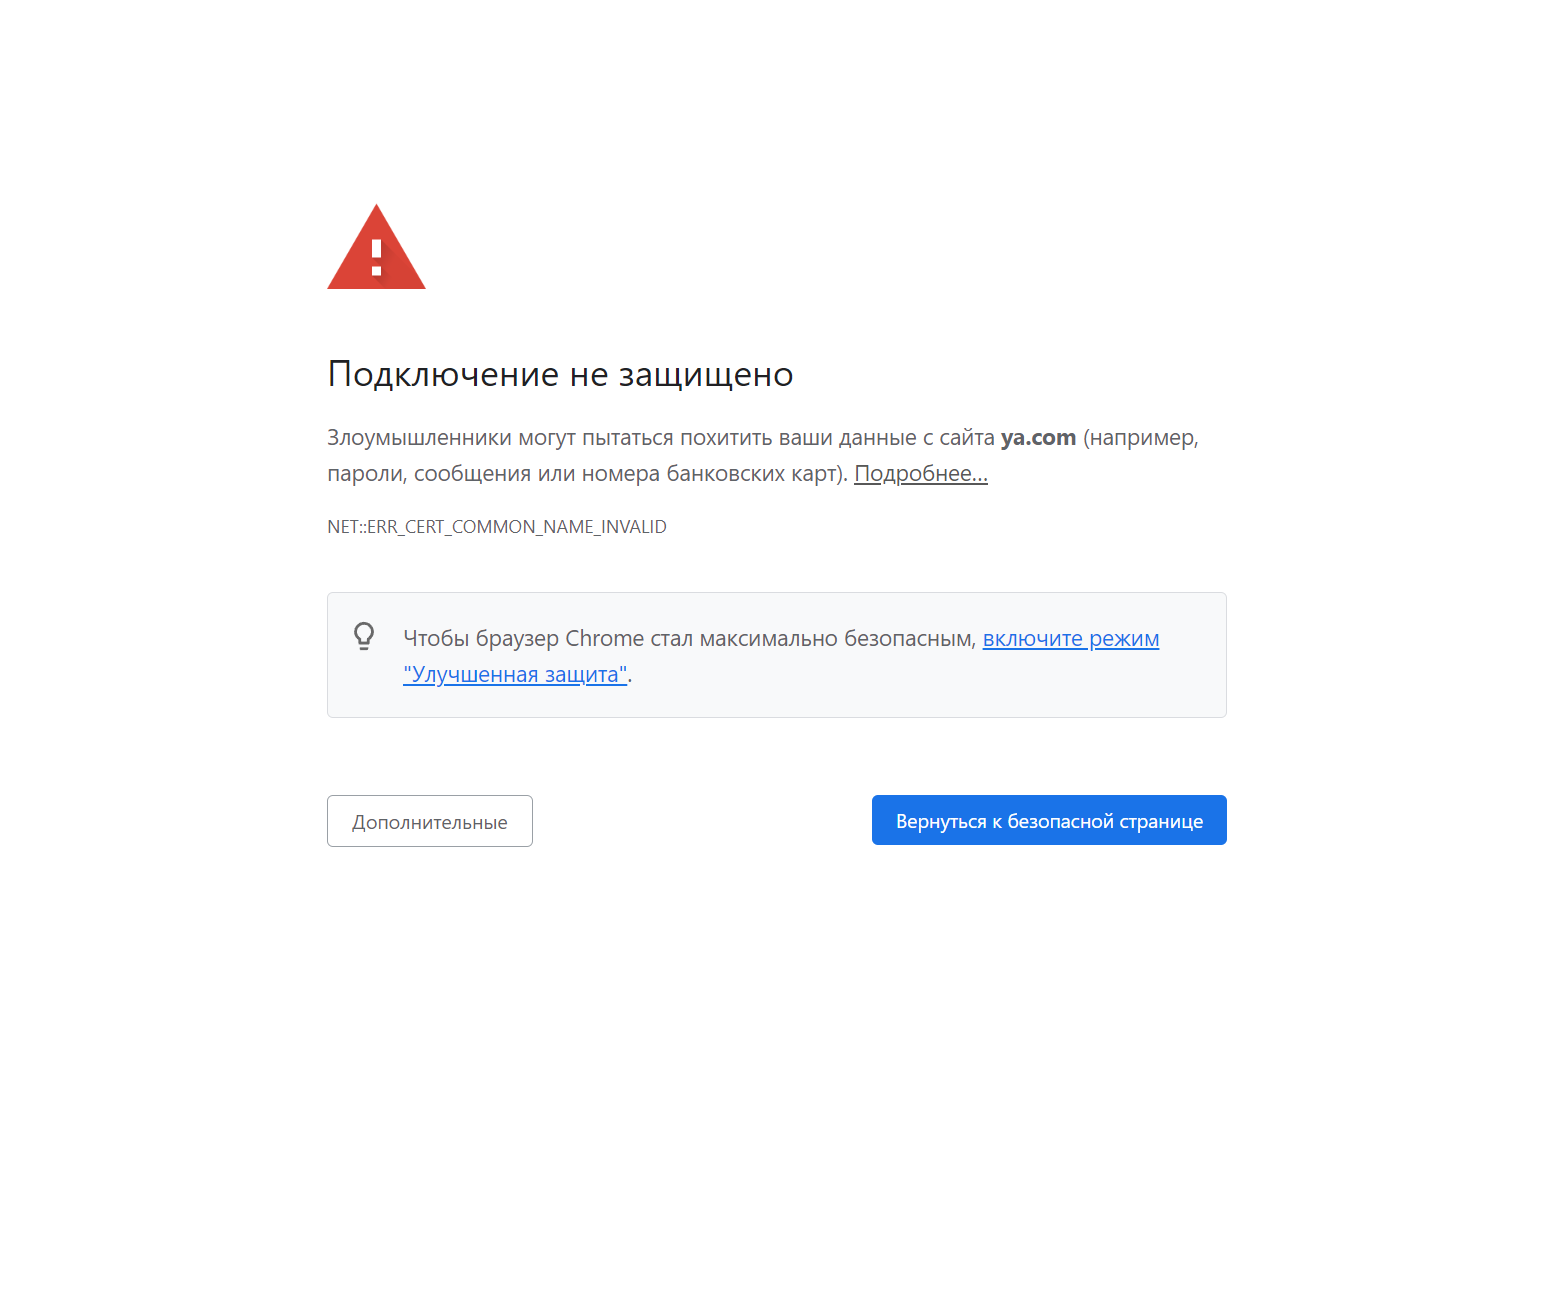 Подключение не защищено
Злоумышленники могут пытаться похитить ваши данные с сайта ya.com (например,
пароли, сообщения или номера банковских карт). Подробнее...
NET::ERR_CERT_COMMON_NAME_INVALID
Чтобы браузер Chrome стал максимально безопасным, включите режим
"Улучшенная защита".
Дополнительные
Вернуться к безопасной странице